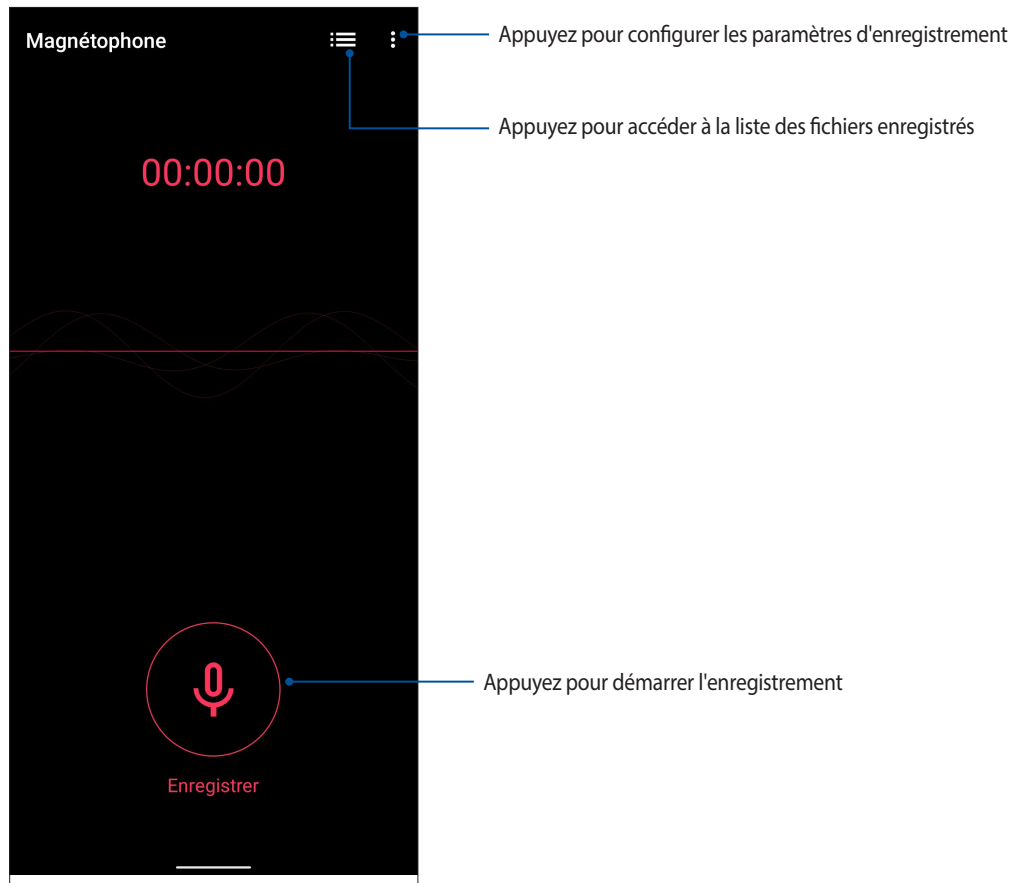 Magnétophone
Appuyez pour configurer les paramètres d'enregistrement
Appuyez pour accéder à la liste des fichiers enregistrés
00:00:00
Appuyez pour démarrer l'enregistrement
Enregistrer